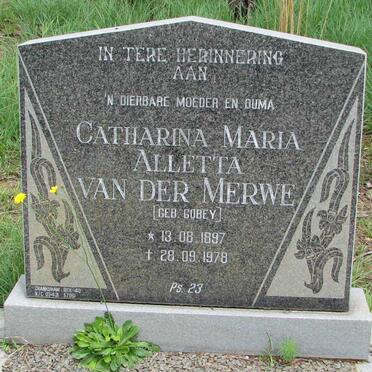 IN TERE HERINNERING
AAN
'N DIERBARE MOEDER EN OUMA
CATHARINA MARIA
ALLETTA
VAN DER MERWE
[GEB. GOBEY]
* 13.08.1897
† 28.09.1978
PS. 23